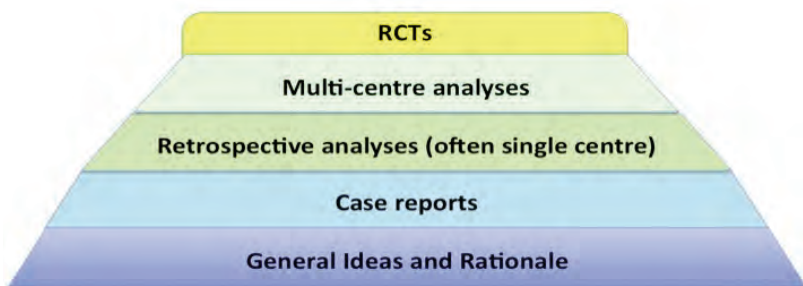 RCTs
Multi-centre analyses
Retrospective analyses (often single centre)
Case reports
General Ideas and Rationale